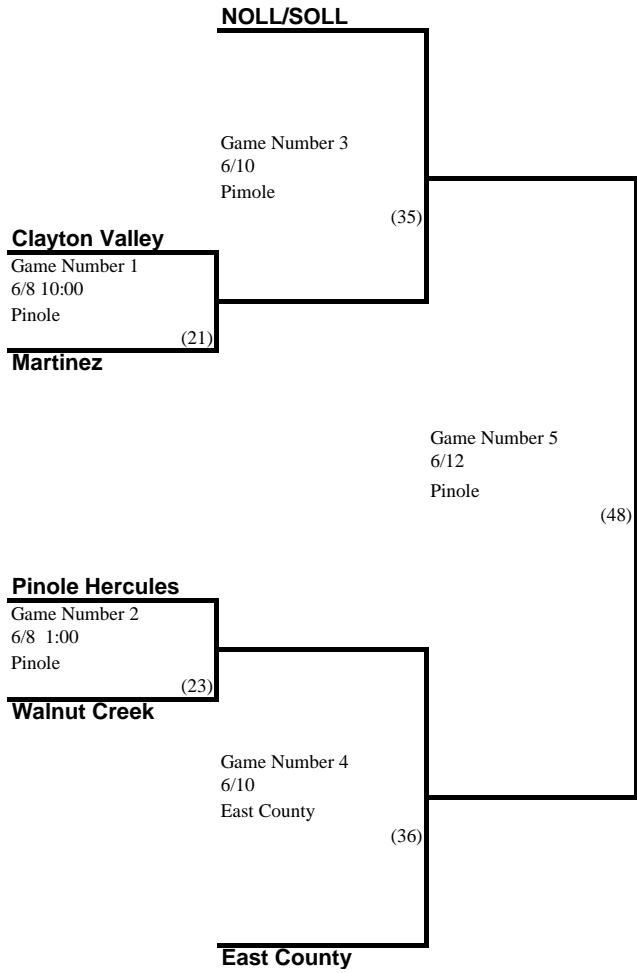 NOLL/SOLL
Game Number 3
6/10
Pimole
(35)
Clayton Valley
Game Number 1
6/8 10:00
Pinole
(21)
Martinez
Game Number 5
6/12
Pinole
(48)
Pinole Hercules
Game Number 2
6/8  1:00
Pinole
(23)
Walnut Creek
Game Number 4
6/10
East County
(36)
East County